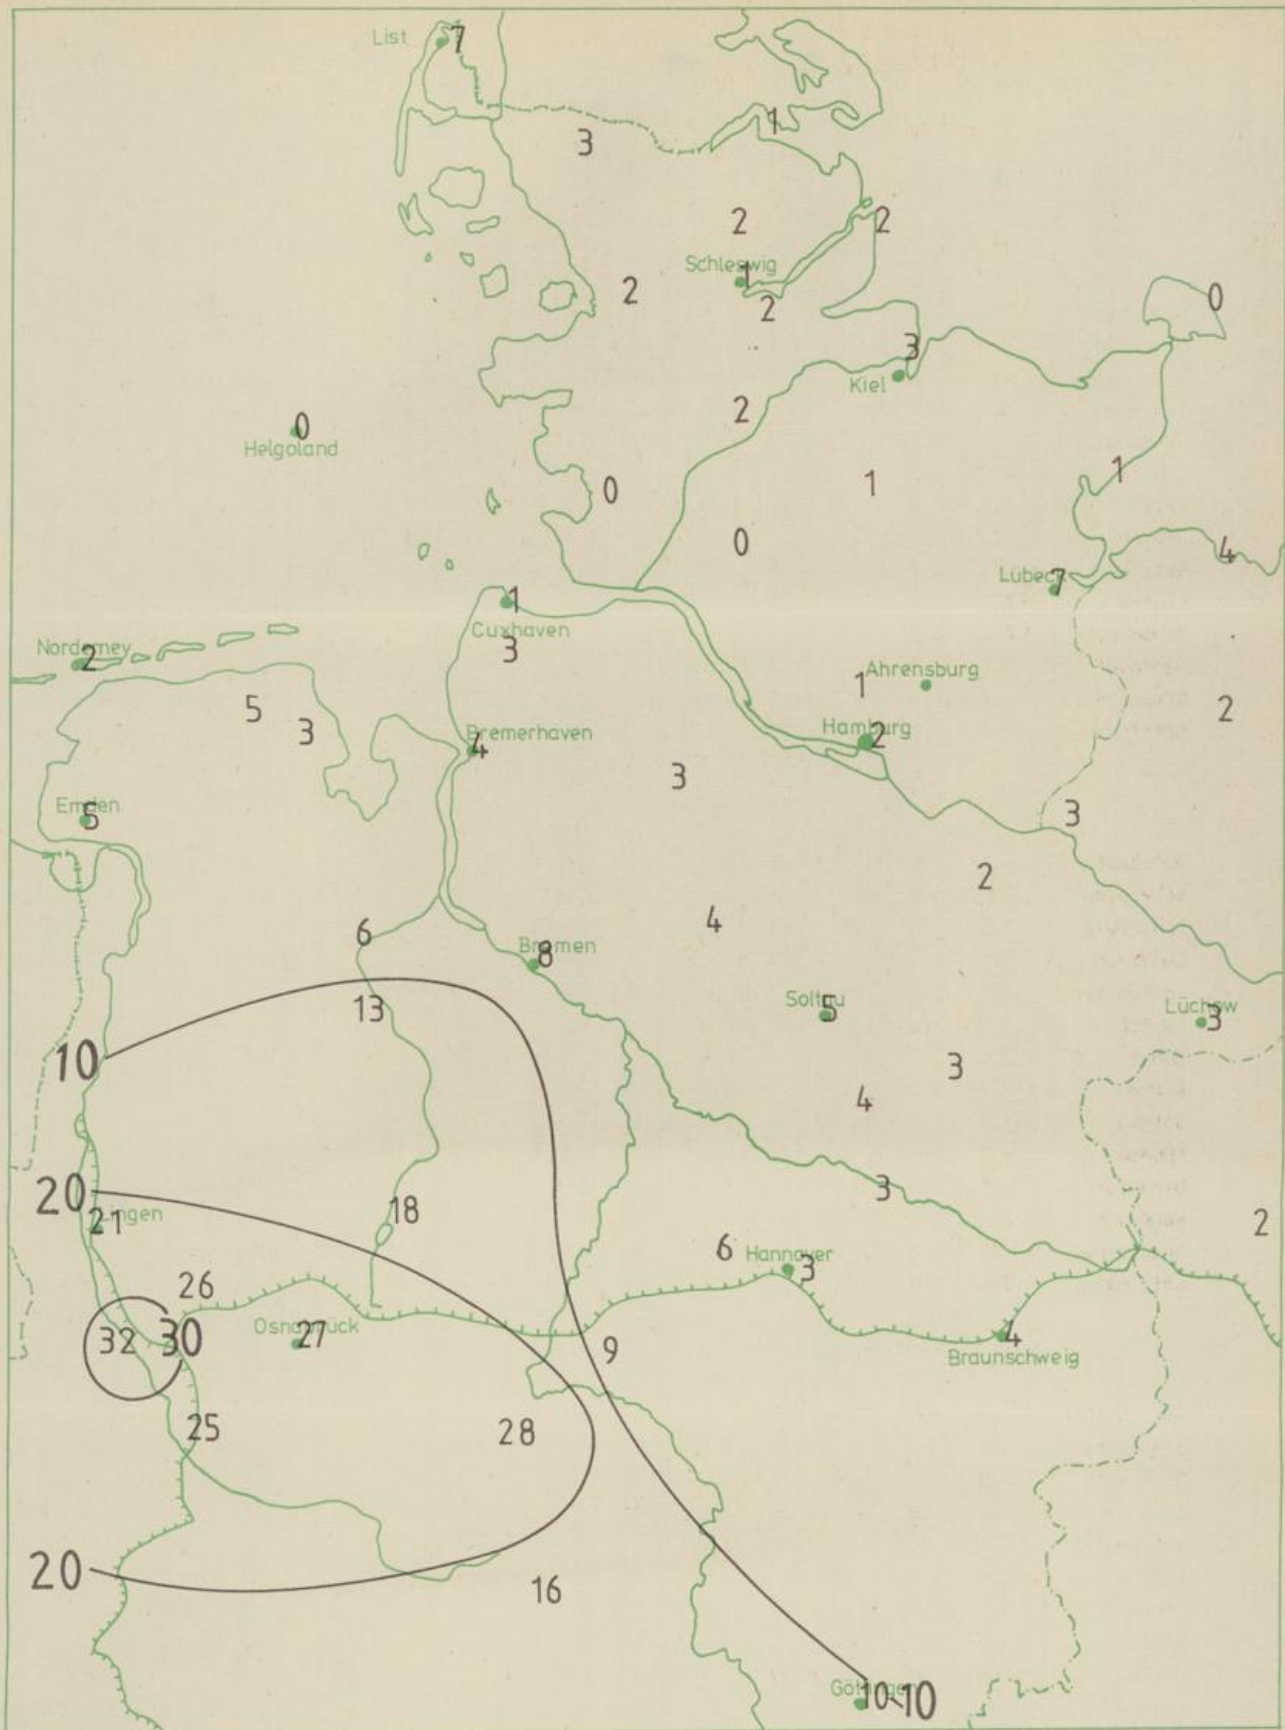 List 7
1
3
2 2
Schleswig
1
2 2
0
3
Kiel
2
0
Helgoland
1
0 1
0
4
Lübeck 7
1
Cuxhaven
3
Norderney
2
Ahrensburg
1
5 3
2
Hamburg
2
Bremerhaven
4
3
Emden
5
3
2
4
6
Bremen
8
13
Soltau
5
Lüchow
3
10
3
4
3
20
Lingen
21
18
2
6 Hannover
3
26
32 30
Osnabrück
27
9
4
Braunschweig
25
28
20
16
Göttingen
10 10